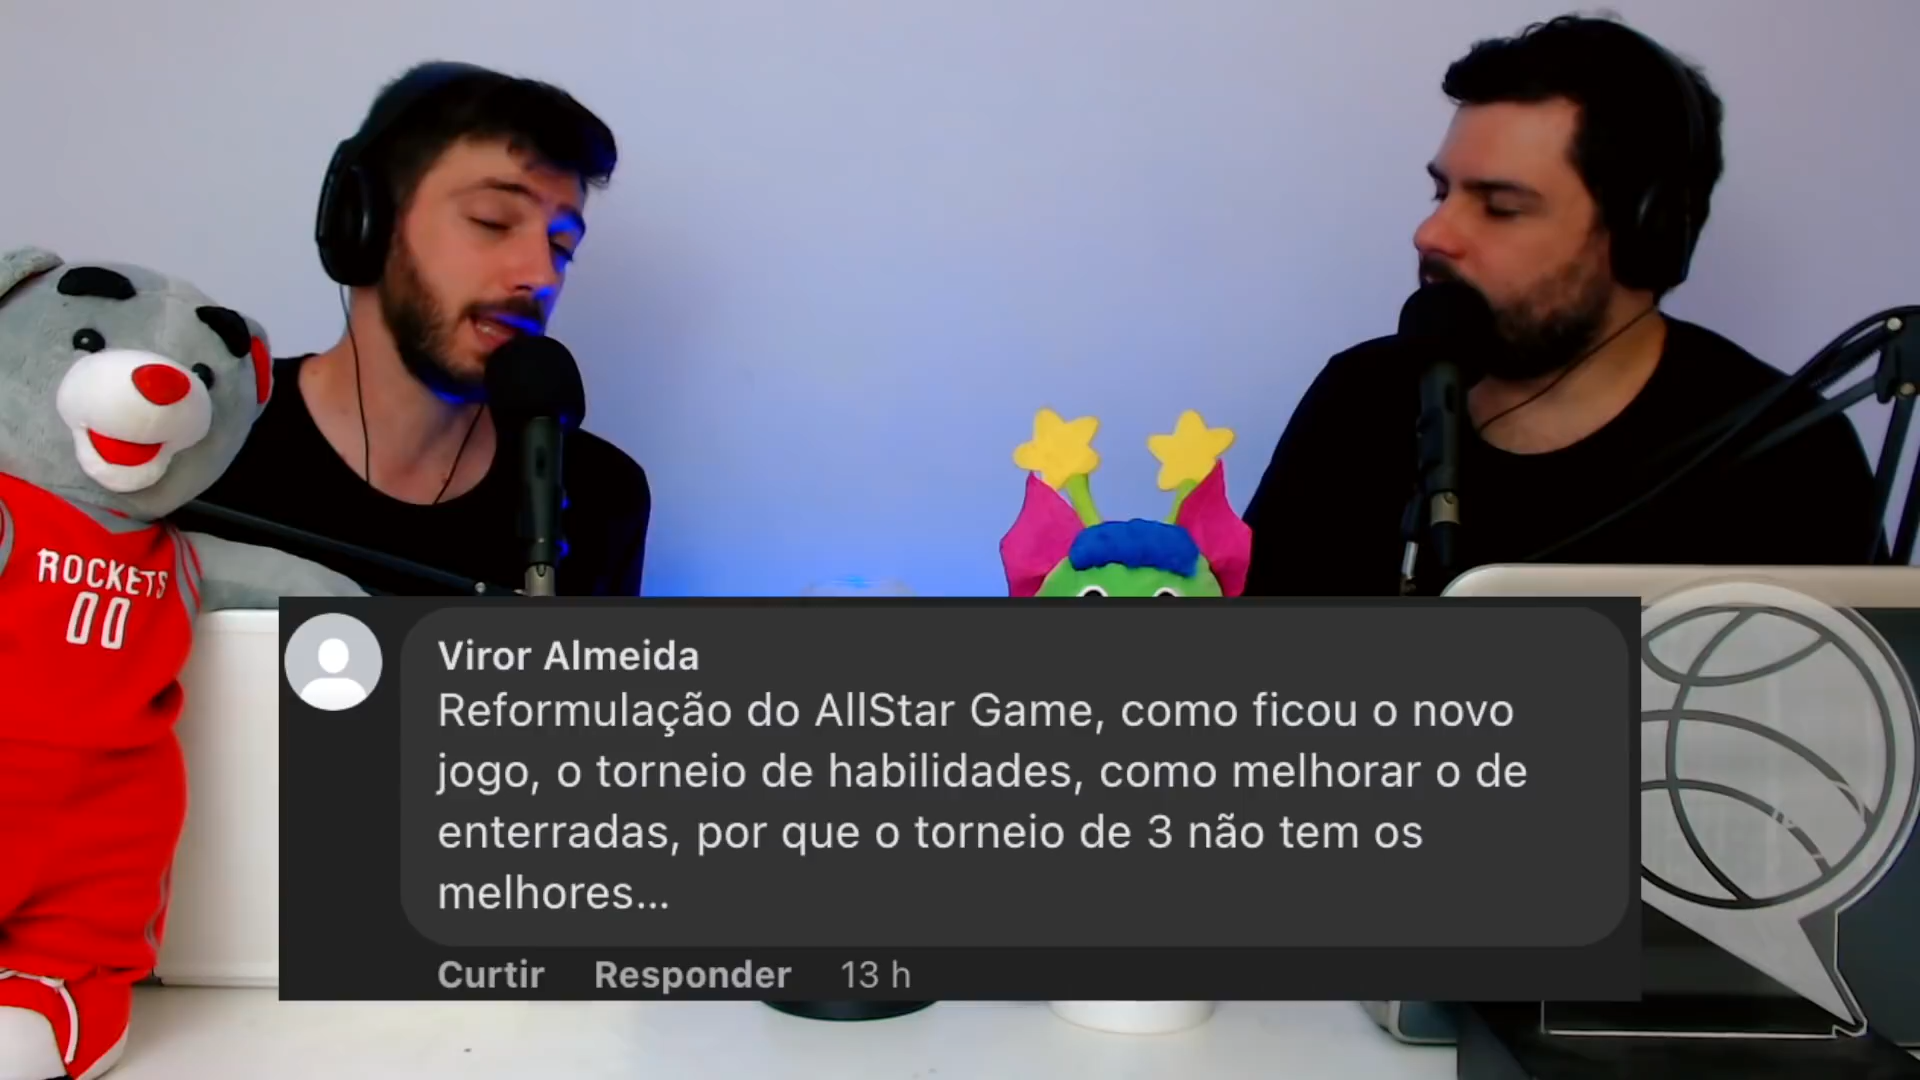 ROCKETS
00
Viror Almeida
Reformulação do AllStar Game, como ficou o novo
jogo, o torneio de habilidades, como melhorar o de
enterradas, por que o torneio de 3 não tem os
melhores...
Curtir Responder 13 h